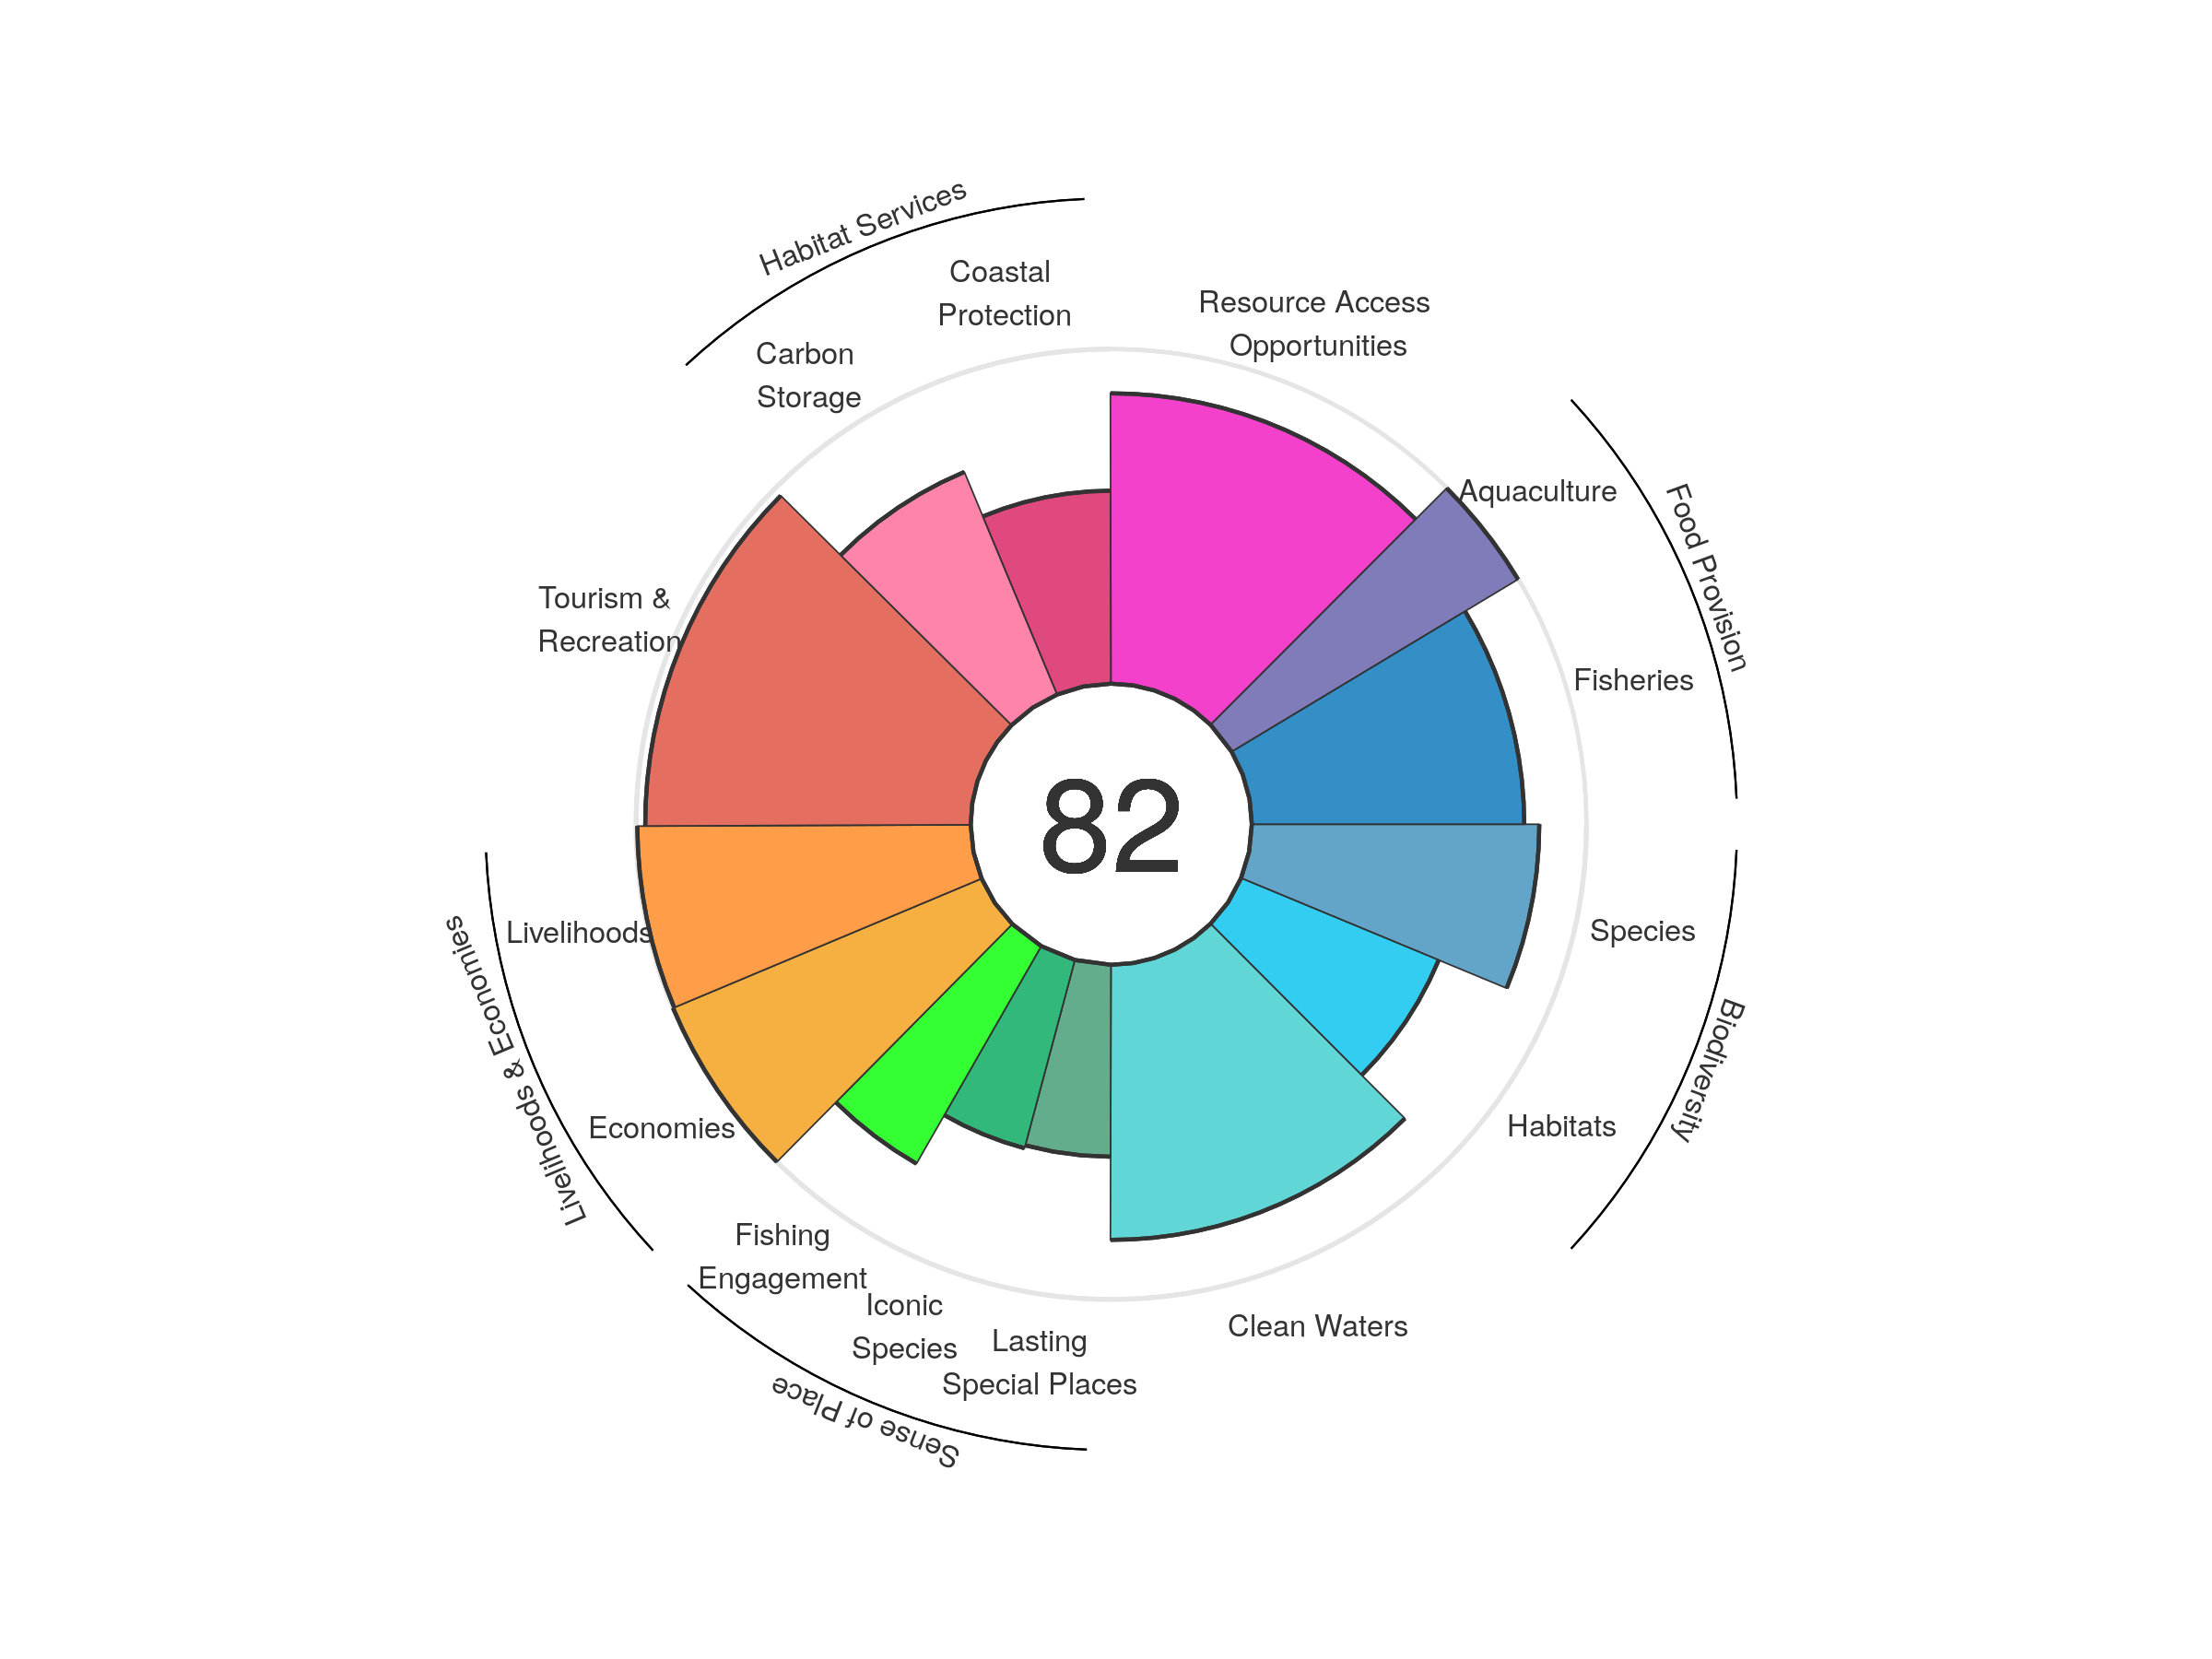 Habitat Services
Coastal
Protection
Resource Access
Opportunities
Carbon
Storage
Aquaculture
Food Provision
Tourism &
Recreation
Fisheries
82
Livelihoods
Species
Livelihoods & Economies
Biodiversity
Economies
Habitats
Fishing
Engagement
Iconic
Species
Lasting
Special Places
Clean Waters
Sense of Place